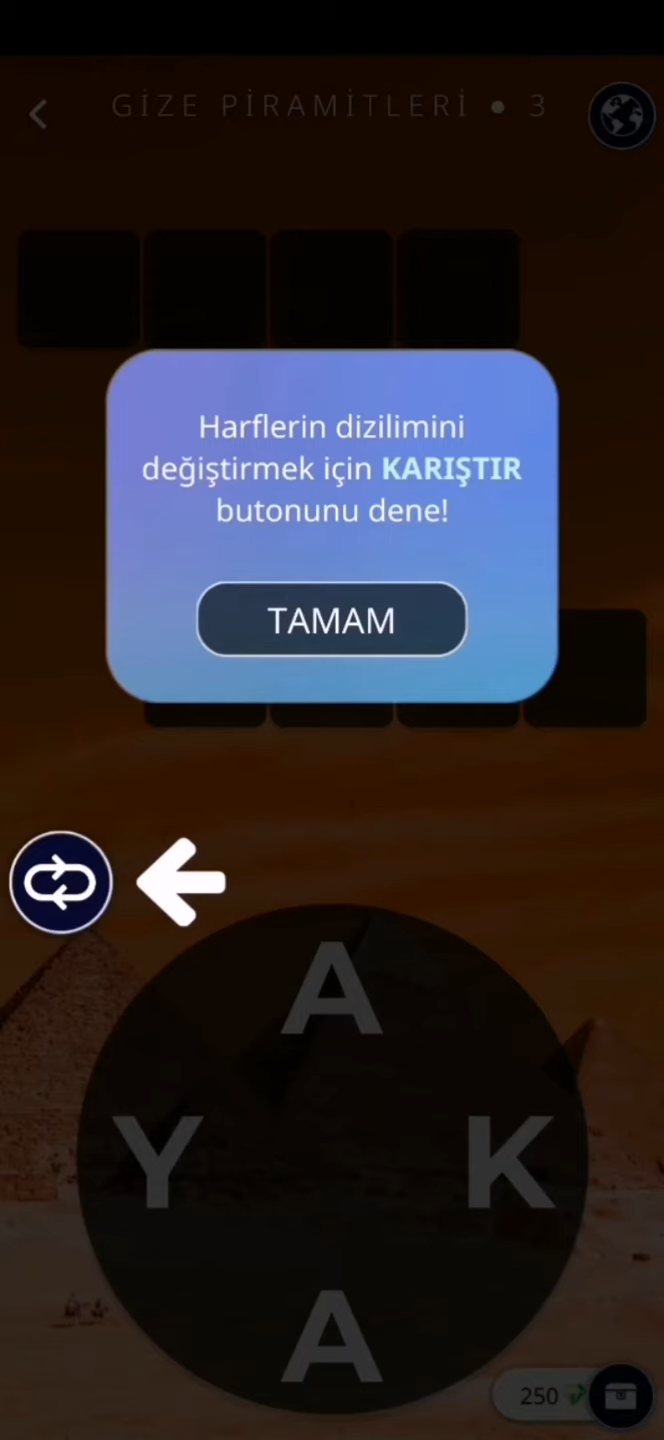 GİZE PİRAMİTLERİ • 3
Harflerin dizilimini
değiştirmek için KARIŞTIR
butonunu dene!
TAMAM
A
Y K
A
250